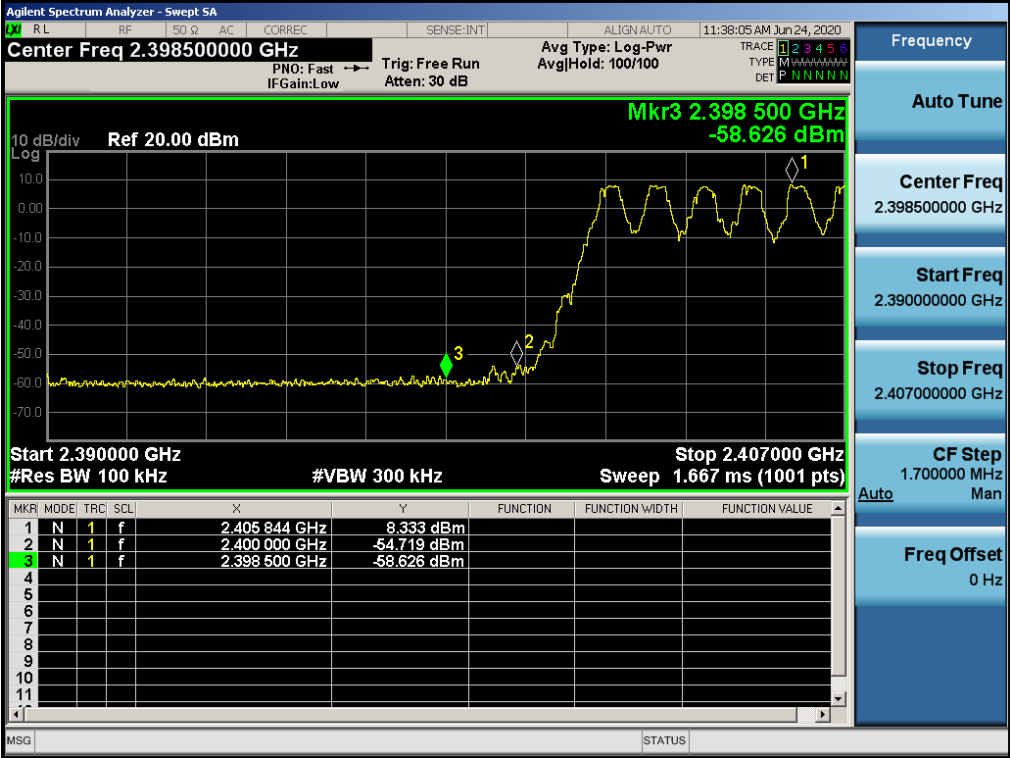 Agilent Spectrum Analyzer - Swept SA
LXI RL RF 50 Ω AC CORREC SENSE:INT ALIGN AUTO 11:38:05 AM Jun 24, 2020
Center Freq 2.398500000 GHz
PNO: Fast
IFGain:Low
Trig: Free Run
Atten: 30 dB
Avg Type: Log-Pwr
Avg|Hold: 100/100
TRACE 1 2 3 4 5 6
TYPE M
DET P N N N N N
Mkr3 2.398 500 GHz
-58.626 dBm
10 dB/div Ref 20.00 dBm
Log
10.0
0.00
-10.0
-20.0
-30.0
-40.0
-50.0
-60.0
-70.0
1
2
3
Start 2.390000 GHz Stop 2.407000 GHz
#Res BW 100 kHz #VBW 300 kHz Sweep 1.667 ms (1001 pts)
MKR MODE TRC SCL X Y FUNCTION FUNCTION WIDTH FUNCTION VALUE
1 N 1 f 2.405 844 GHz 8.333 dBm
2 N 1 f 2.400 000 GHz -54.719 dBm
3 N 1 f 2.398 500 GHz -58.626 dBm
4
5
6
7
8
9
10
11
MSG STATUS
Frequency
Auto Tune
Center Freq
2.398500000 GHz
Start Freq
2.390000000 GHz
Stop Freq
2.407000000 GHz
CF Step
1.700000 MHz
Auto Man
Freq Offset
0 Hz